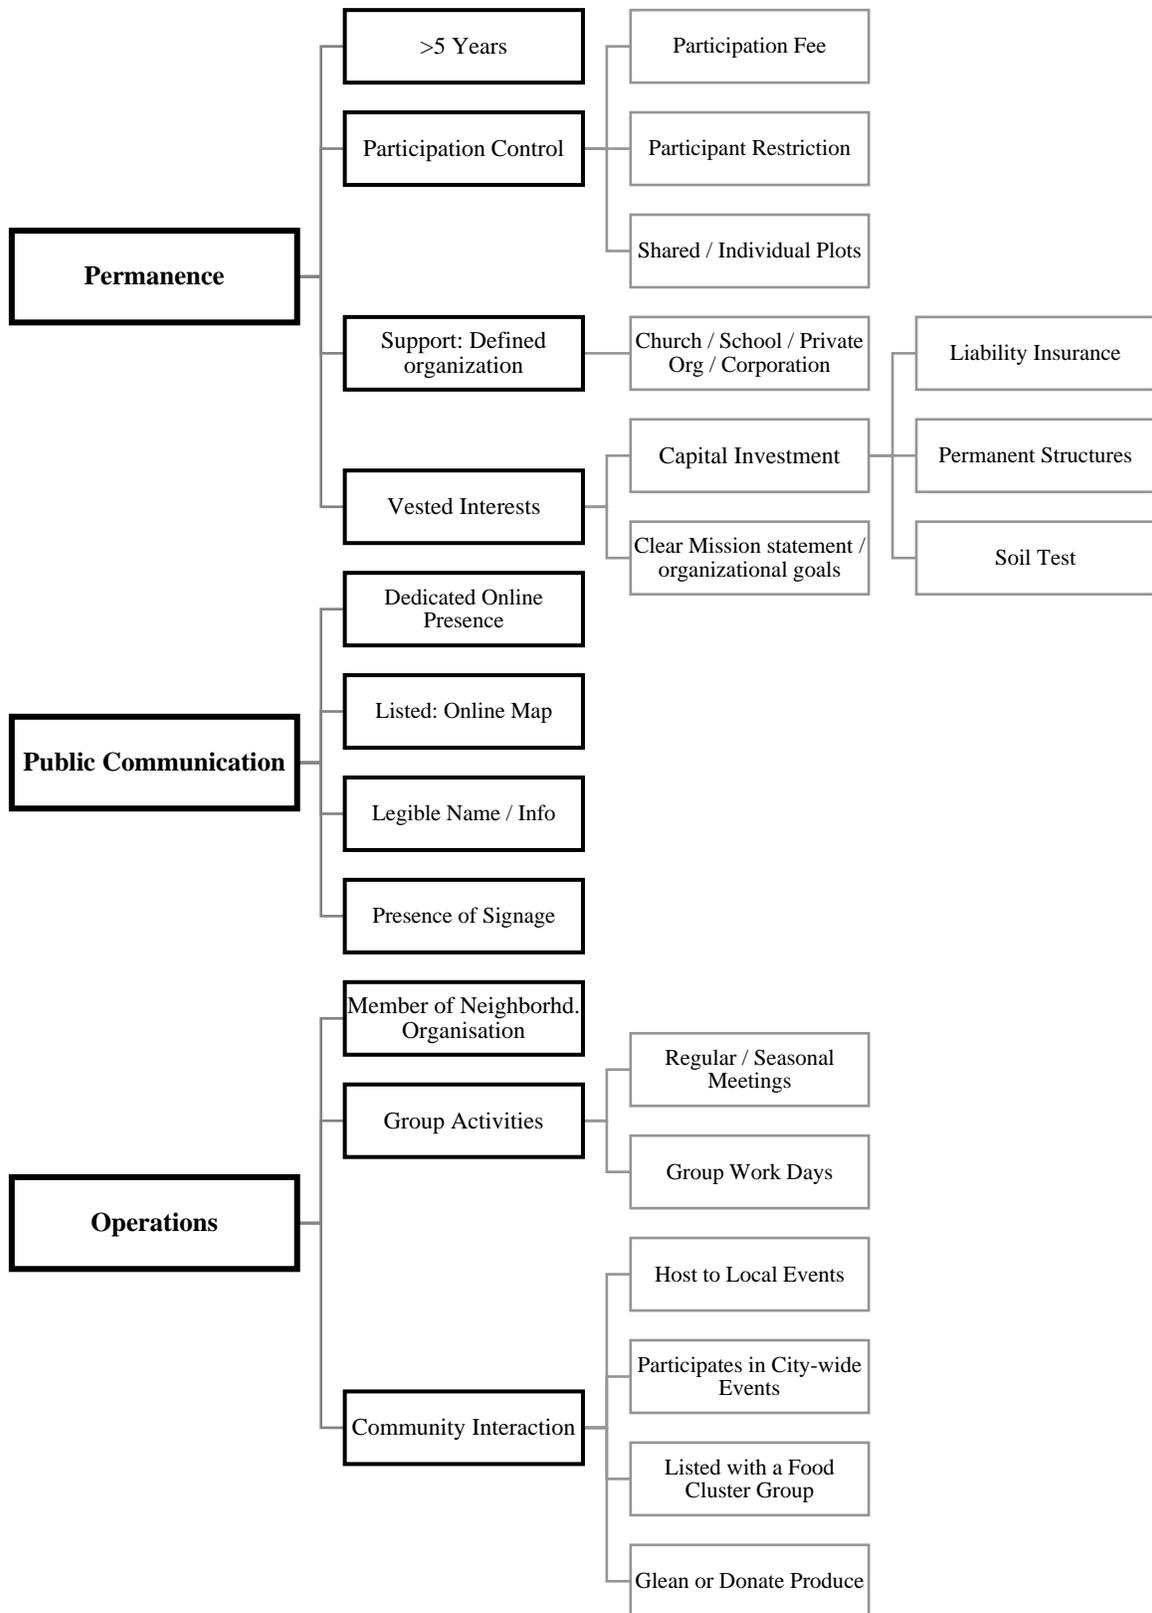 >5 Years
Participation Fee
Participation Control
Participant Restriction
Shared / Individual Plots
Permanence
Support: Defined
organization
Church / School / Private
Org / Corporation
Liability Insurance
Capital Investment
Permanent Structures
Vested Interests
Clear Mission statement /
organizational goals
Soil Test
Dedicated Online
Presence
Listed: Online Map
Public Communication
Legible Name / Info
Presence of Signage
Member of Neighborhd.
Organisation
Regular / Seasonal
Meetings
Group Activities
Group Work Days
Operations
Host to Local Events
Participates in City-wide
Events
Community Interaction
Listed with a Food
Cluster Group
Glean or Donate Produce